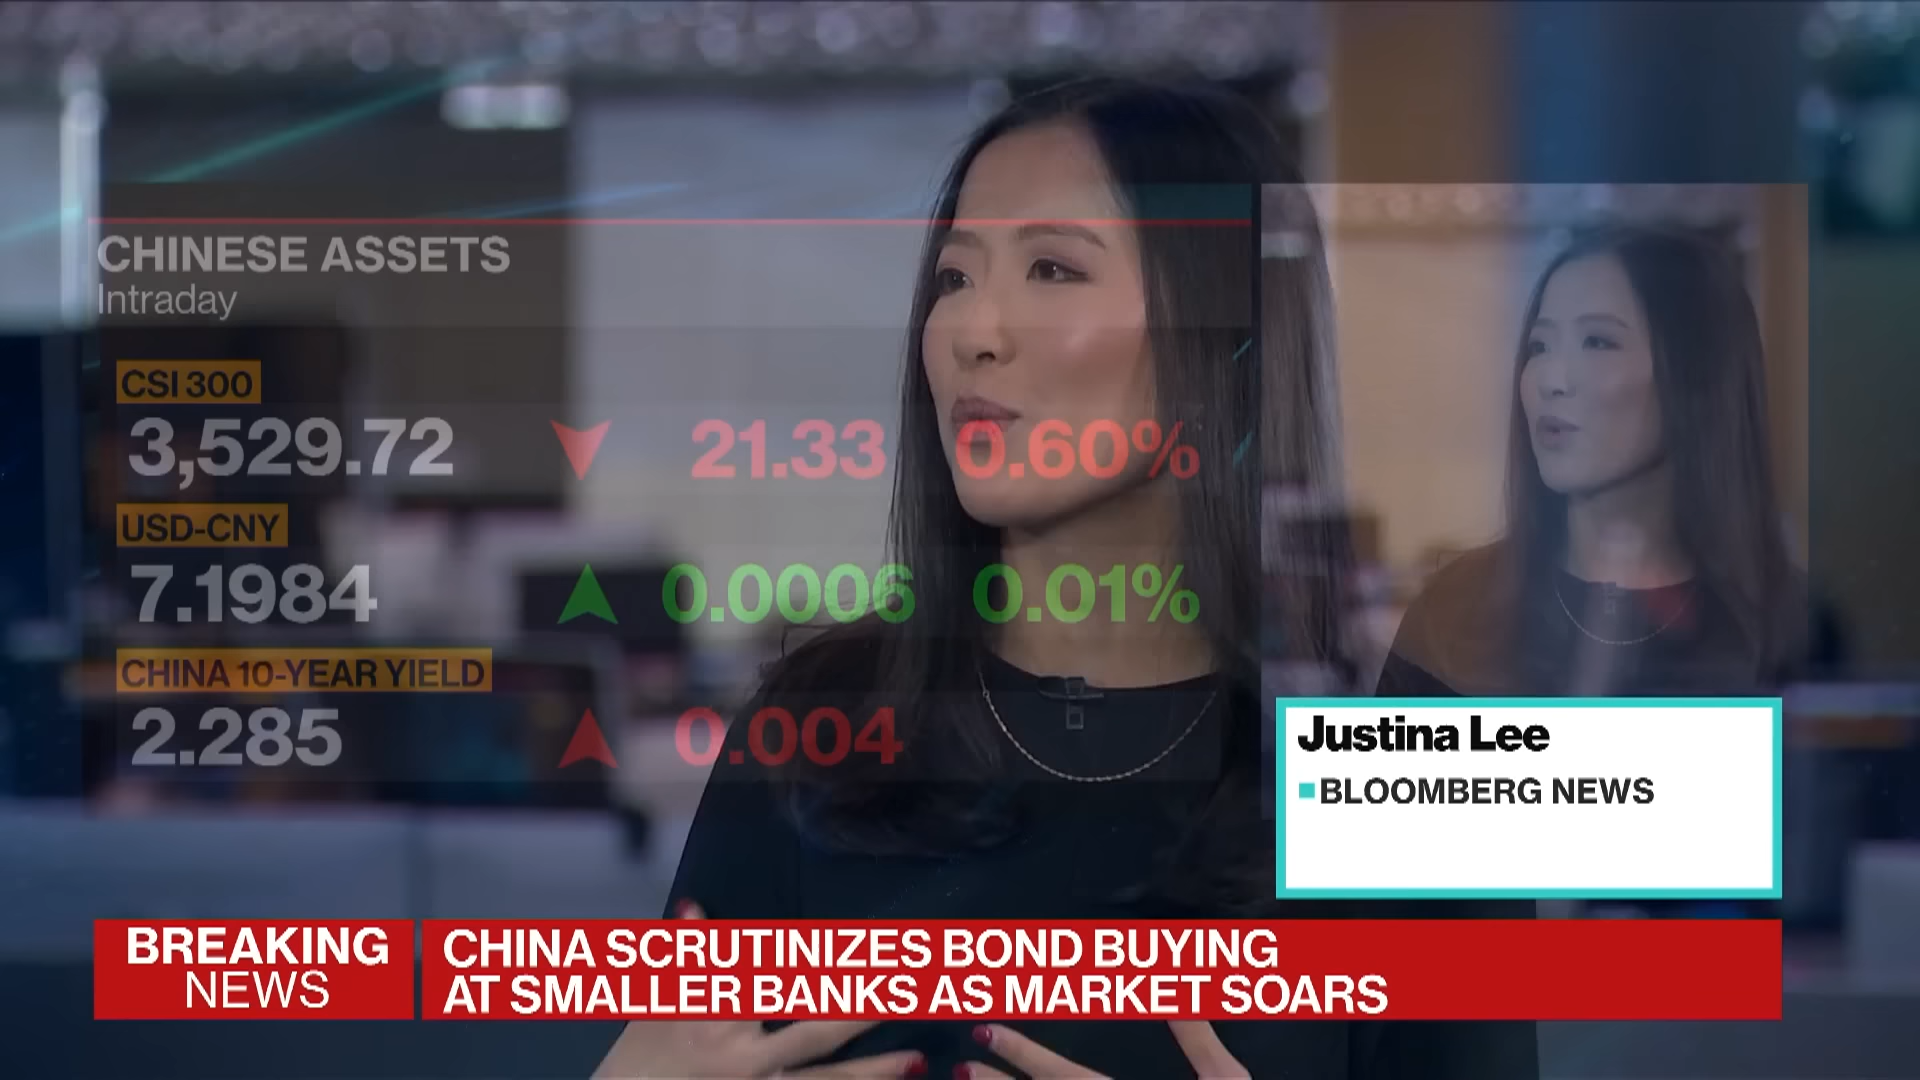 CHINESE ASSETS
Intraday
CSI 300
3,529.72 21.33 0.60%
USD-CNY
7.1984 0.0006 0.01%
CHINA 10-YEAR YIELD
2.285 0.004
Justina Lee
BLOOMBERG NEWS
BREAKING
NEWS
CHINA SCRUTINIZES BOND BUYING
AT SMALLER BANKS AS MARKET SOARS